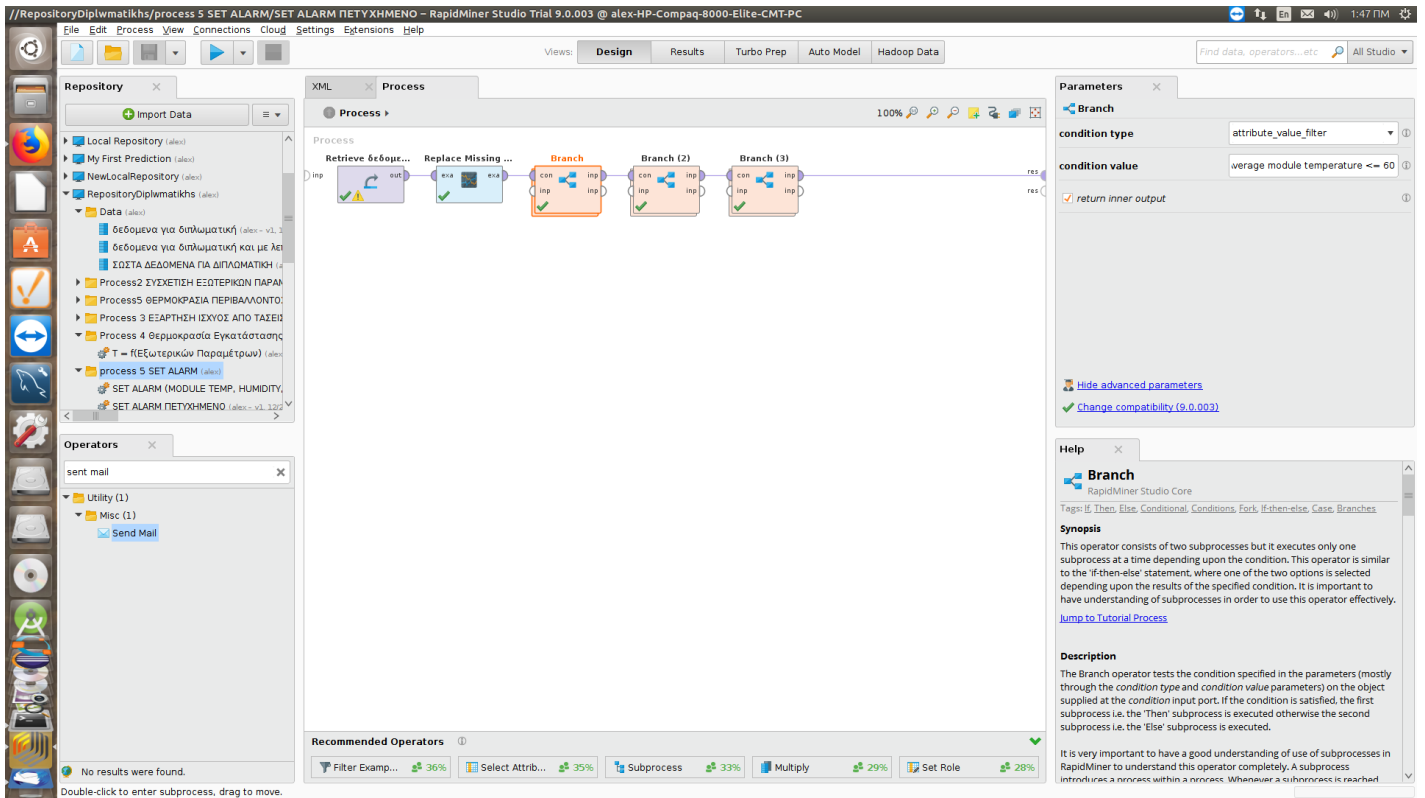 //RepositoryDiplwmatikhs/process 5 SET ALARM/SET ALARM ΠΕΤΥΧΗΜΕΝΟ – RapidMiner Studio Trial 9.0.003 @ alex-HP-Compaq-8000-Elite-CMT-PC
En
1:47 ΠΜ
File Edit Process View Connections Cloud Settings Extensions Help
Views: Design Results Turbo Prep Auto Model Hadoop Data
Find data, operators...etc
All Studio
Repository
Import Data
Local Repository (alex)
My First Prediction (alex)
NewLocalRepository (alex)
RepositoryDiplwmatikhs (alex)
Data (alex)
δεδομενα για διπλωματική (alex - v1, 1
δεδομενα για διπλωματική και με λει
ΣΩΣΤΑ ΔΕΔΟΜΕΝΑ ΓΙΑ ΔΙΠΛΩΜΑΤΙΚΗ (a
Process2 ΣΥΣΧΕΤΙΣΗ ΕΞΩΤΕΡΙΚΩΝ ΠΑΡΑΜ
Process5 ΘΕΡΜΟΚΡΑΣΙΑ ΠΕΡΙΒΑΛΛΟΝΤΟΣ
Process 3 ΕΞΑΡΤΗΣΗ ΙΣΧΥΟΣ ΑΠΟ ΤΑΣΕΙΣ
Process 4 Θερμοκρασία Εγκατάστασης
T = f(Εξωτερικών Παραμέτρων) (alex
process 5 SET ALARM (alex)
SET ALARM (MODULE TEMP, HUMIDITY,
SET ALARM ΠΕΤΥΧΗΜΕΝΟ (alex - v1, 12/2
Operators
sent mail
Utility (1)
Misc (1)
Send Mail
No results were found.
Double-click to enter subprocess, drag to move.
XML Process
Process
100%
Process
Retrieve δεδομε... Replace Missing ... Branch Branch (2) Branch (3)
inp out exa exa con inp con inp con inp res
inp inp inp inp inp inp res
Recommended Operators
Filter Examp... 36% Select Attrib... 35% Subprocess 33% Multiply 29% Set Role 28%
Parameters
Branch
condition type attribute_value_filter
condition value verage module temperature <= 60
return inner output
Hide advanced parameters
Change compatibility (9.0.003)
Help
Branch
RapidMiner Studio Core
Tags: If, Then, Else, Conditional, Conditions, Fork, If-then-else, Case, Branches
Synopsis
This operator consists of two subprocesses but it executes only one
subprocess at a time depending upon the condition. This operator is similar
to the 'if-then-else' statement, where one of the two options is selected
depending upon the results of the specified condition. It is important to
have understanding of subprocesses in order to use this operator effectively.
Jump to Tutorial Process
Description
The Branch operator tests the condition specified in the parameters (mostly
through the condition type and condition value parameters) on the object
supplied at the condition input port. If the condition is satisfied, the first
subprocess i.e. the 'Then' subprocess is executed otherwise the second
subprocess i.e. the 'Else' subprocess is executed.
It is very important to have a good understanding of use of subprocesses in
RapidMiner to understand this operator completely. A subprocess
introduces a process within a process. Whenever a subprocess is reached